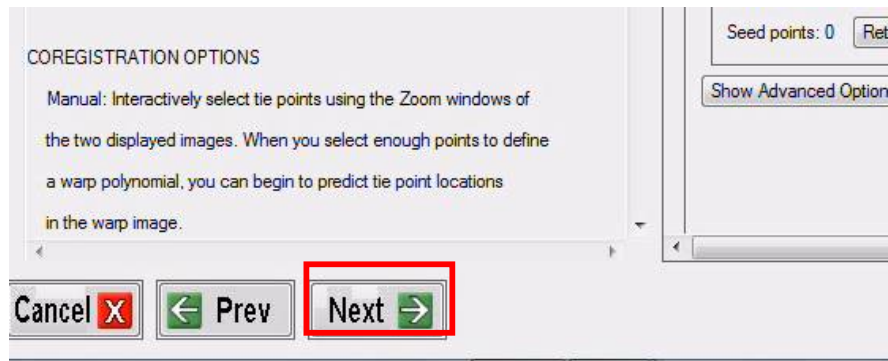 COREGISTRATION OPTIONS
Manual: Interactively select tie points using the Zoom windows of
the two displayed images. When you select enough points to define
a warp polynomial, you can begin to predict tie point locations
in the warp image.
Seed points: 0 Ret
Show Advanced Option
Cancel X Prev Next